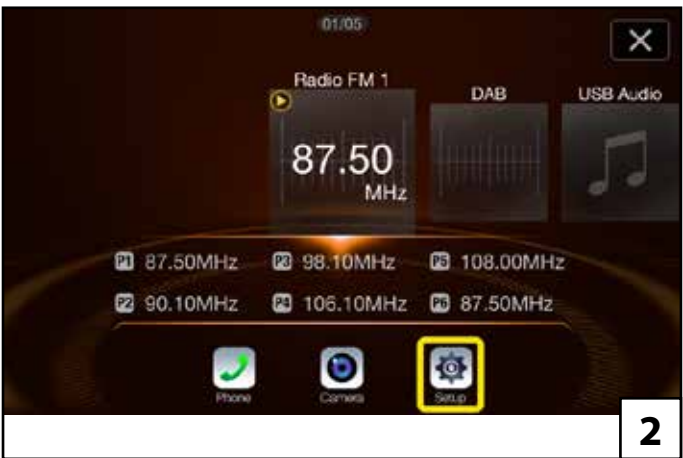 01/05
Radio FM 1
DAB
USB Audio
87.50
MHz
P1 87.50MHz P3 98.10MHz P5 108.00MHz
P2 90.10MHz P4 106.10MHz P6 87.50MHz
Phone Camera Setup
2